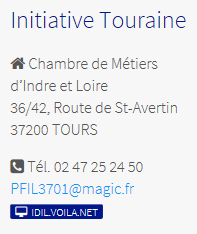 Initiative Touraine
Chambre de Métiers
d'Indre et Loire
36/42, Route de St-Avertin
37200 TOURS
Tél. 02 47 25 24 50
PFIL3701@magic.fr
IDIL.VOILA.NET